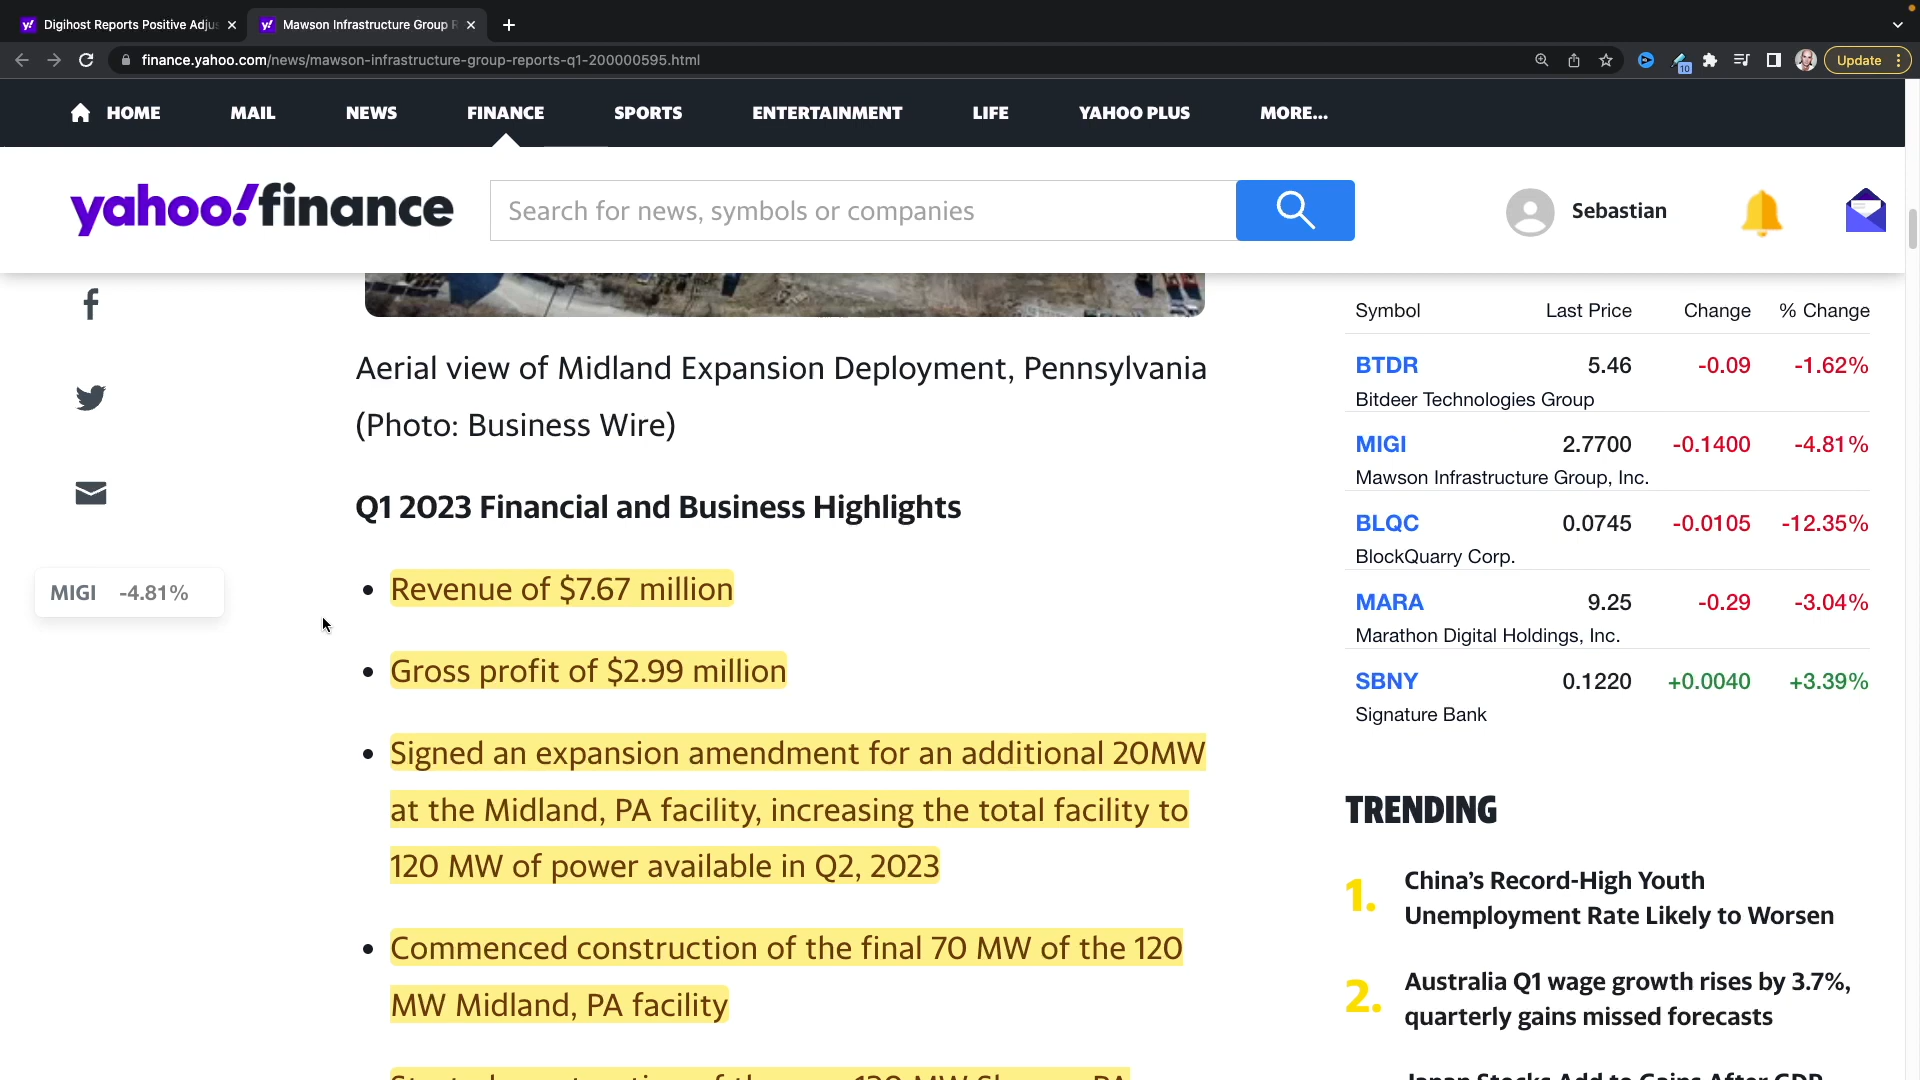 Digihost Reports Positive Adju
Mawson Infrastructure Group R
finance.yahoo.com/news/mawson-infrastructure-group-reports-q1-200000595.html
10
Update
HOME
MAIL
NEWS
FINANCE
SPORTS
ENTERTAINMENT
LIFE
YAHOO PLUS
MORE...
yahoo!finance
Search for news, symbols or companies
Sebastian
Aerial view of Midland Expansion Deployment, Pennsylvania
(Photo: Business Wire)
Q1 2023 Financial and Business Highlights
MIGI -4.81%
• Revenue of $7.67 million
• Gross profit of $2.99 million
• Signed an expansion amendment for an additional 20MW
at the Midland, PA facility, increasing the total facility to
120 MW of power available in Q2, 2023
• Commenced construction of the final 70 MW of the 120
MW Midland, PA facility
Symbol Last Price Change % Change
BTDR 5.46 -0.09 -1.62%
Bitdeer Technologies Group
MIGI 2.7700 -0.1400 -4.81%
Mawson Infrastructure Group, Inc.
BLQC 0.0745 -0.0105 -12.35%
BlockQuarry Corp.
MARA 9.25 -0.29 -3.04%
Marathon Digital Holdings, Inc.
SBNY 0.1220 +0.0040 +3.39%
Signature Bank
TRENDING
1. China’s Record-High Youth
Unemployment Rate Likely to Worsen
2. Australia Q1 wage growth rises by 3.7%,
quarterly gains missed forecasts
Japan Stocks Add to Gains After GDP